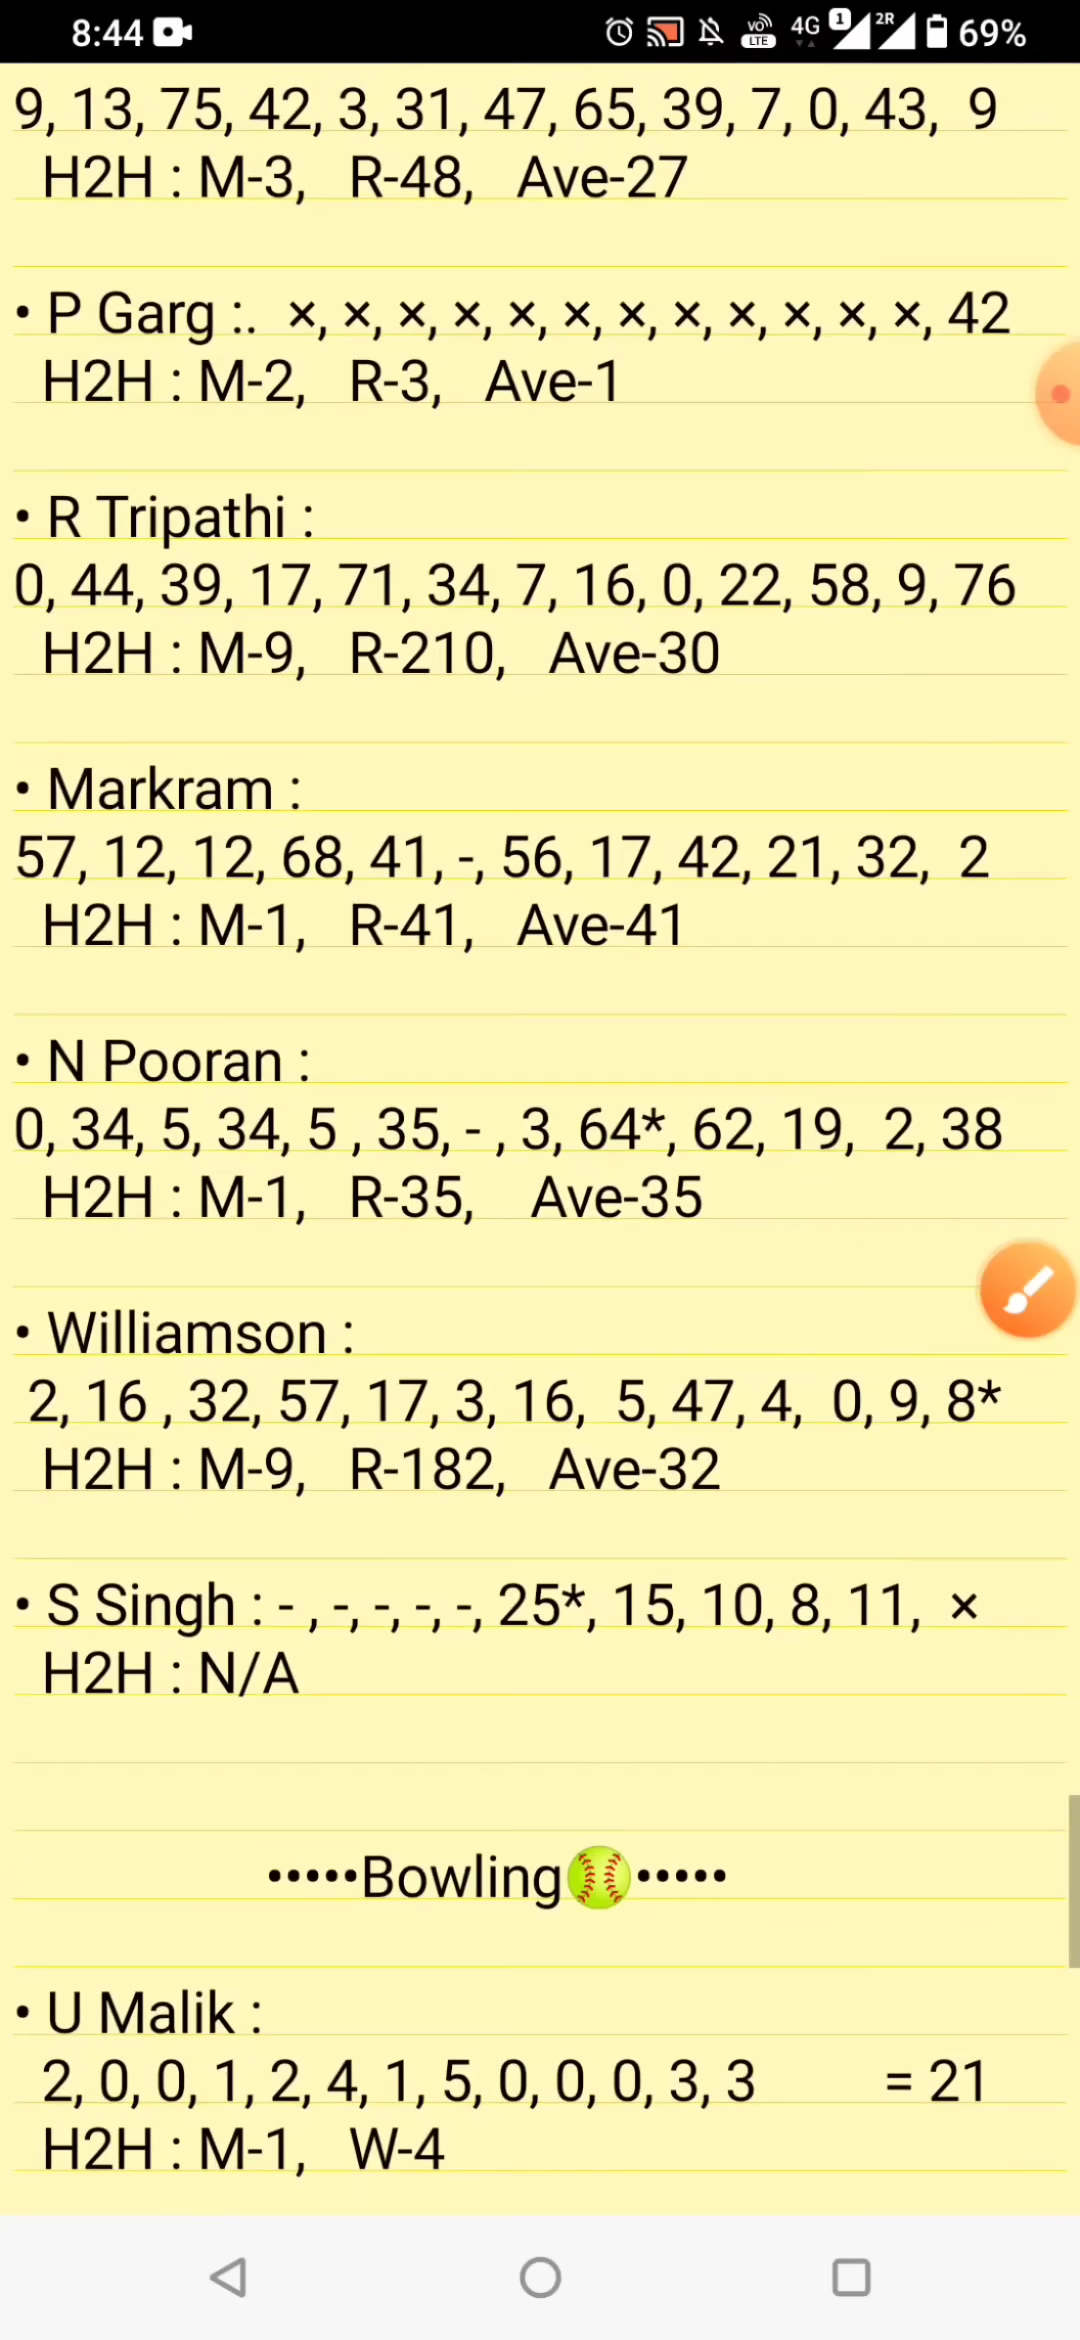 8:44 VO LTE 4G 1 2R 69%
9, 13, 75, 42, 3, 31, 47, 65, 39, 7, 0, 43, 9
H2H : M-3, R-48, Ave-27
• P Garg :. ×, ×, ×, ×, ×, ×, ×, ×, ×, ×, ×, ×, 42
H2H : M-2, R-3, Ave-1
• R Tripathi :
0, 44, 39, 17, 71, 34, 7, 16, 0, 22, 58, 9, 76
H2H : M-9, R-210, Ave-30
• Markram :
57, 12, 12, 68, 41, -, 56, 17, 42, 21, 32, 2
H2H : M-1, R-41, Ave-41
• N Pooran :
0, 34, 5, 34, 5 , 35, - , 3, 64*, 62, 19, 2, 38
H2H : M-1, R-35, Ave-35
• Williamson :
2, 16 , 32, 57, 17, 3, 16, 5, 47, 4, 0, 9, 8*
H2H : M-9, R-182, Ave-32
• S Singh : - , -, -, -, -, 25*, 15, 10, 8, 11, ×
H2H : N/A
•••••Bowling🥎•••••
• U Malik :
2, 0, 0, 1, 2, 4, 1, 5, 0, 0, 0, 3, 3 = 21
H2H : M-1, W-4